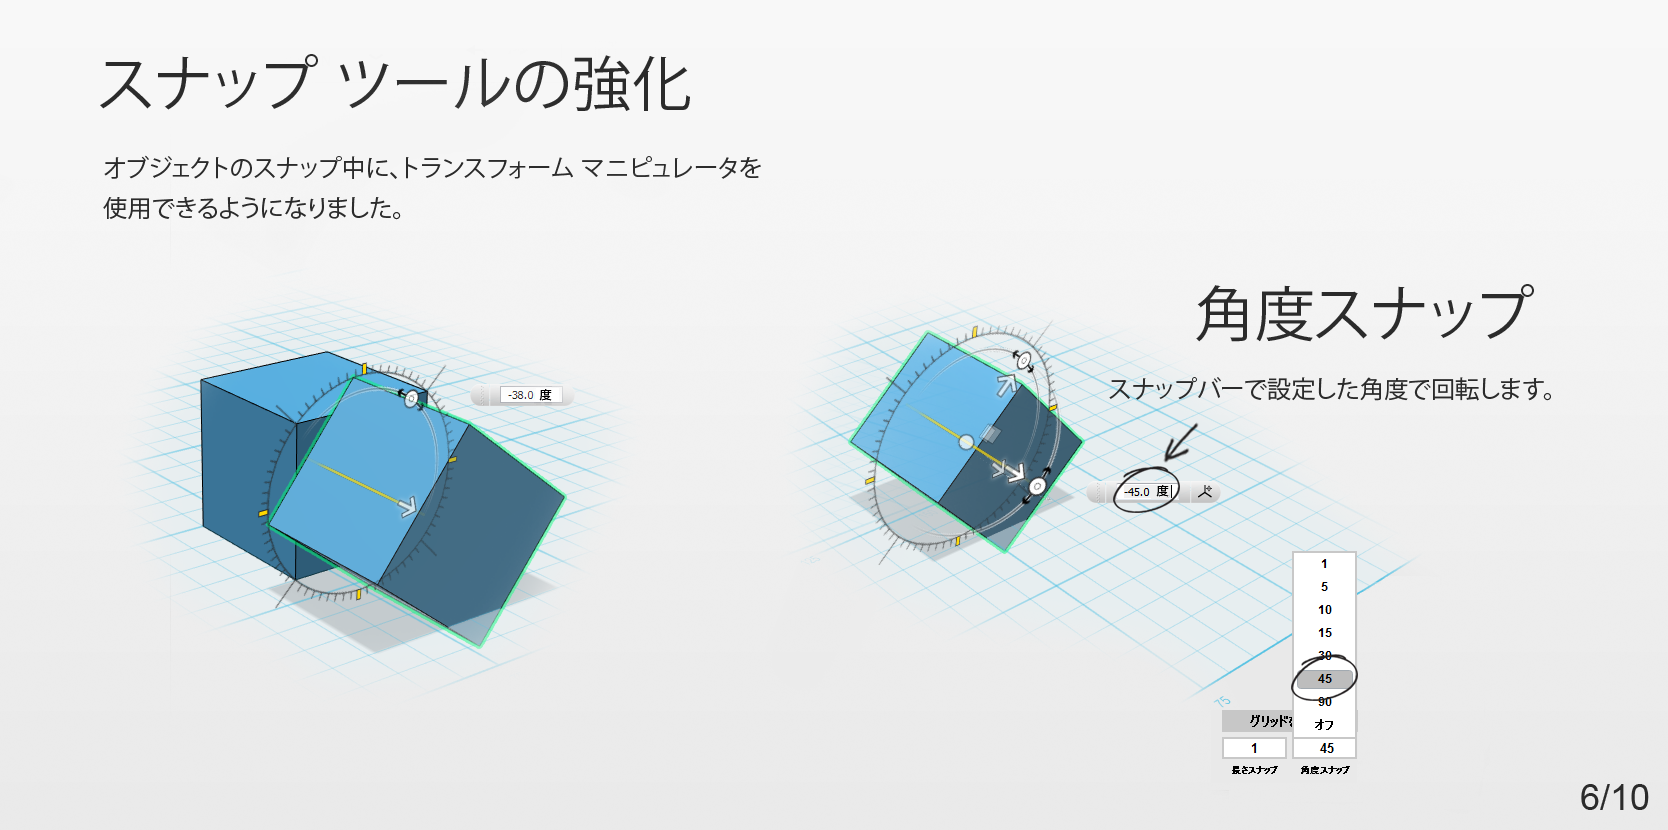 スナップ ツールの強化
オブジェクトのスナップ中に、トランスフォーム マニピュレータを
使用できるようになりました。
-38.0 度
角度スナップ
スナップバーで設定した角度で回転します。
-45.0 度
1
5
10
15
30
45
90
オフ
75
グリッド
1
45
長さスナップ
角度スナップ
6/10